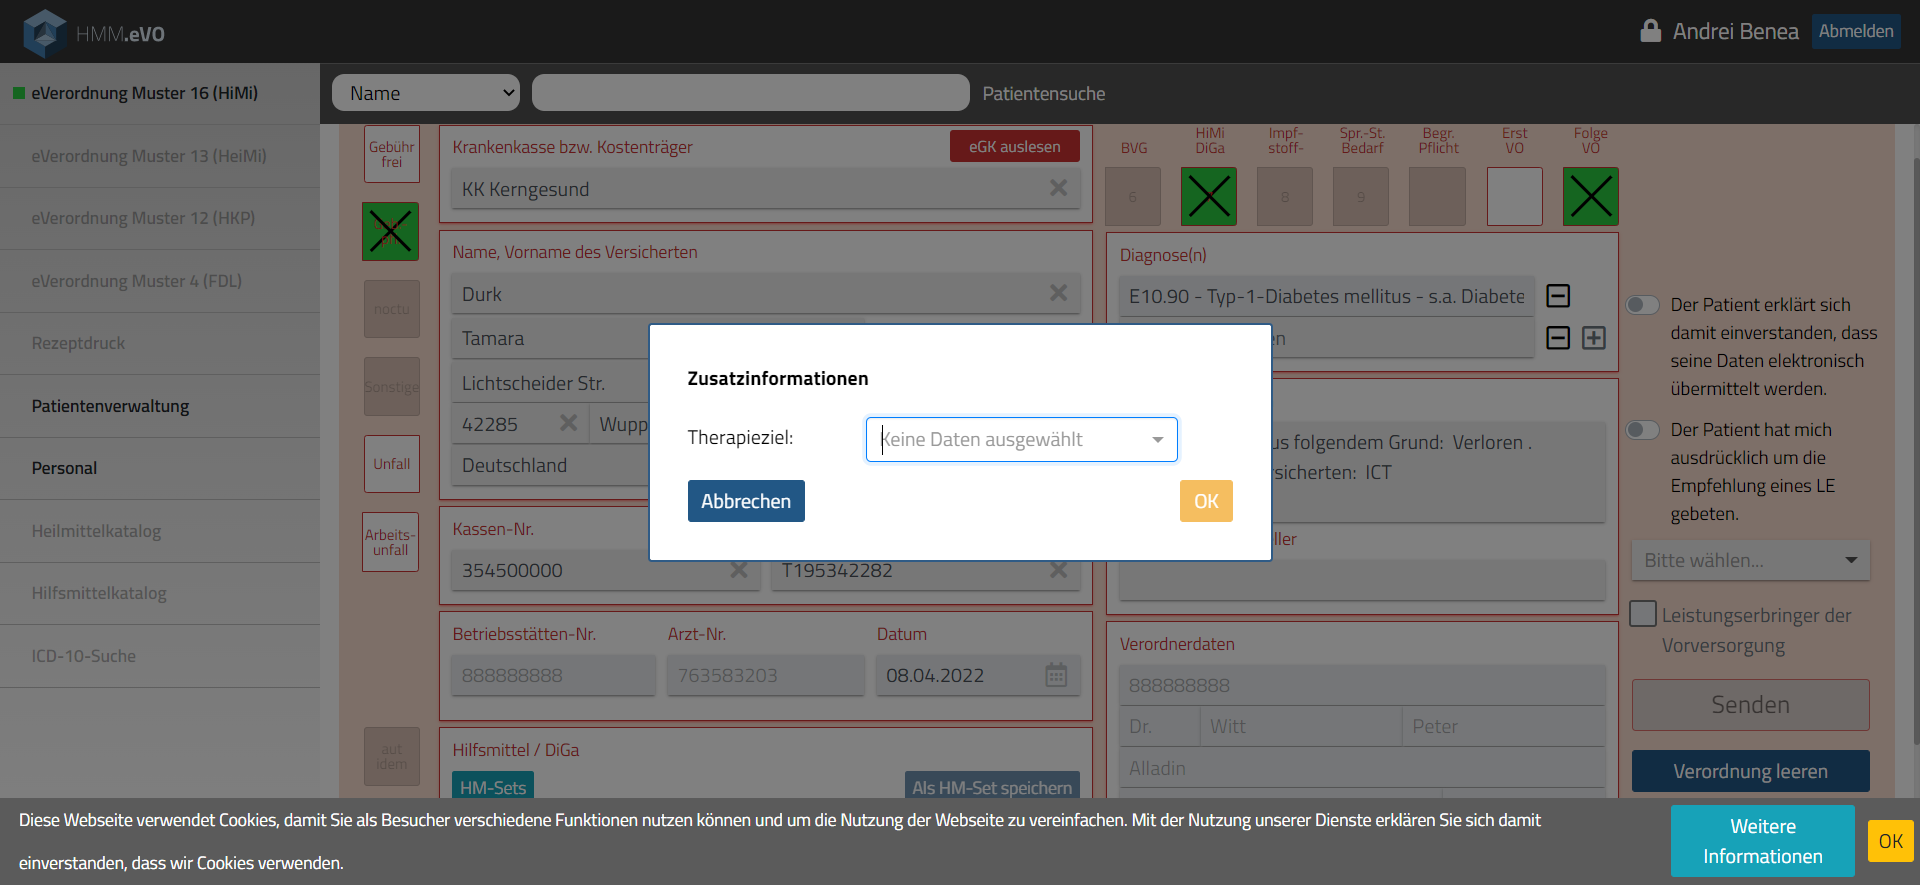 HMM.eVO
Andrei Benea
Abmelden
eVerordnung Muster 16 (HiMi)
eVerordnung Muster 13 (HeiMi)
eVerordnung Muster 12 (HKP)
eVerordnung Muster 4 (FDL)
Rezeptdruck
Patientenverwaltung
Personal
Heilmittelkatalog
Hilfsmittelkatalog
ICD-10-Suche
Name
Patientensuche
Gebühr
frei
noctu
Sonstige
Unfall
Arbeits-
unfall
aut
idem
Krankenkasse bzw. Kostenträger
eGK auslesen
KK Kerngesund
Name, Vorname des Versicherten
Durk
Tamara
Lichtscheider Str.
42285
Wupp
Deutschland
Kassen-Nr.
354500000
T195342282
Betriebsstätten-Nr.
Arzt-Nr.
Datum
888888888
763583203
08.04.2022
Hilfsmittel / DiGa
HM-Sets
Als HM-Set speichern
BVG
HiMi
DiGa
Impf-
stoff-
Spr.-St.
Bedarf
Begr.
Pflicht
Erst
VO
Folge
VO
6
8
9
Diagnose(n)
E10.90 - Typ-1-Diabetes mellitus - s.a. Diabete
en
us folgendem Grund: Verloren .
sicherten: ICT
ller
Verordnerdaten
888888888
Dr.
Witt
Peter
Alladin
Der Patient erklärt sich
damit einverstanden, dass
seine Daten elektronisch
übermittelt werden.
Der Patient hat mich
ausdrücklich um die
Empfehlung eines LE
gebeten.
Bitte wählen...
Leistungserbringer der
Vorversorgung
Senden
Verordnung leeren
Zusatzinformationen
Therapieziel:
Keine Daten ausgewählt
Abbrechen
OK
Diese Webseite verwendet Cookies, damit Sie als Besucher verschiedene Funktionen nutzen können und um die Nutzung der Webseite zu vereinfachen. Mit der Nutzung unserer Dienste erklären Sie sich damit
einverstanden, dass wir Cookies verwenden.
Weitere
Informationen
OK